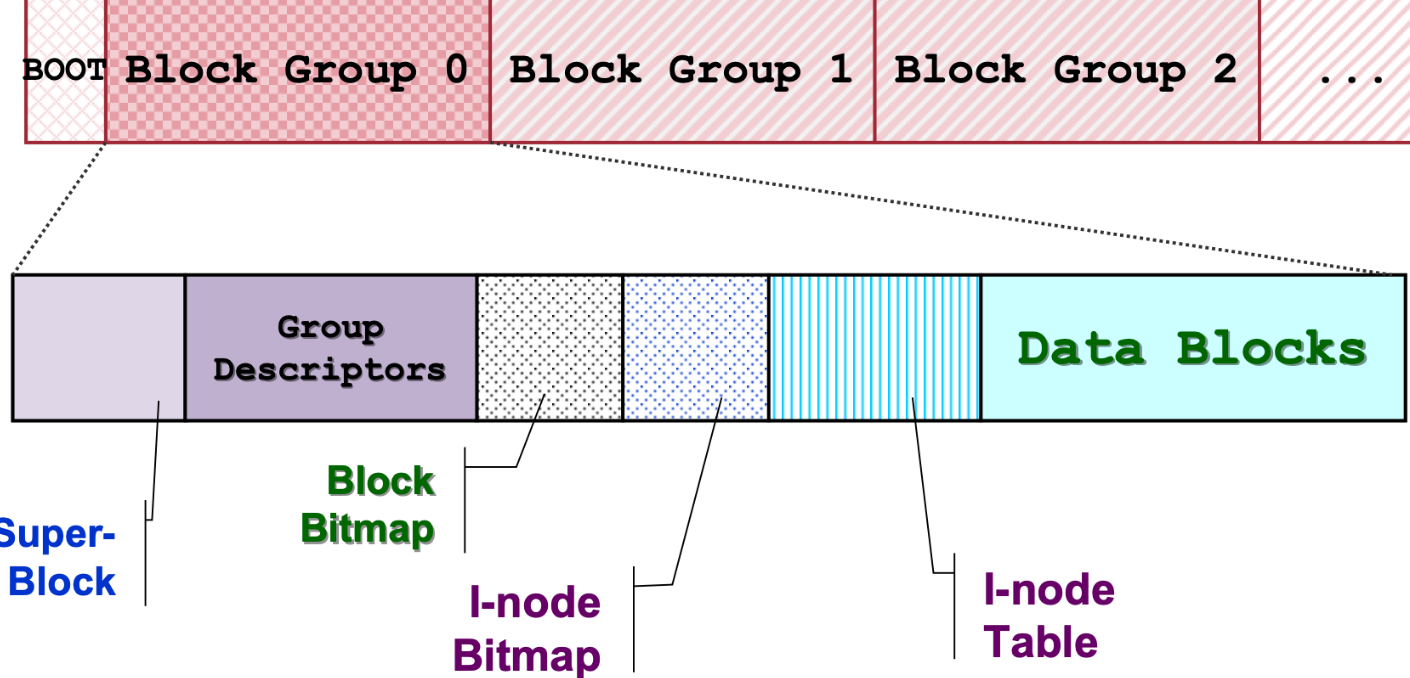 BOOT Block Group 0 Block Group 1 Block Group 2 ...
Group
Descriptors
Data Blocks
Block
Bitmap
Super-
Block
I-node
Bitmap
I-node
Table